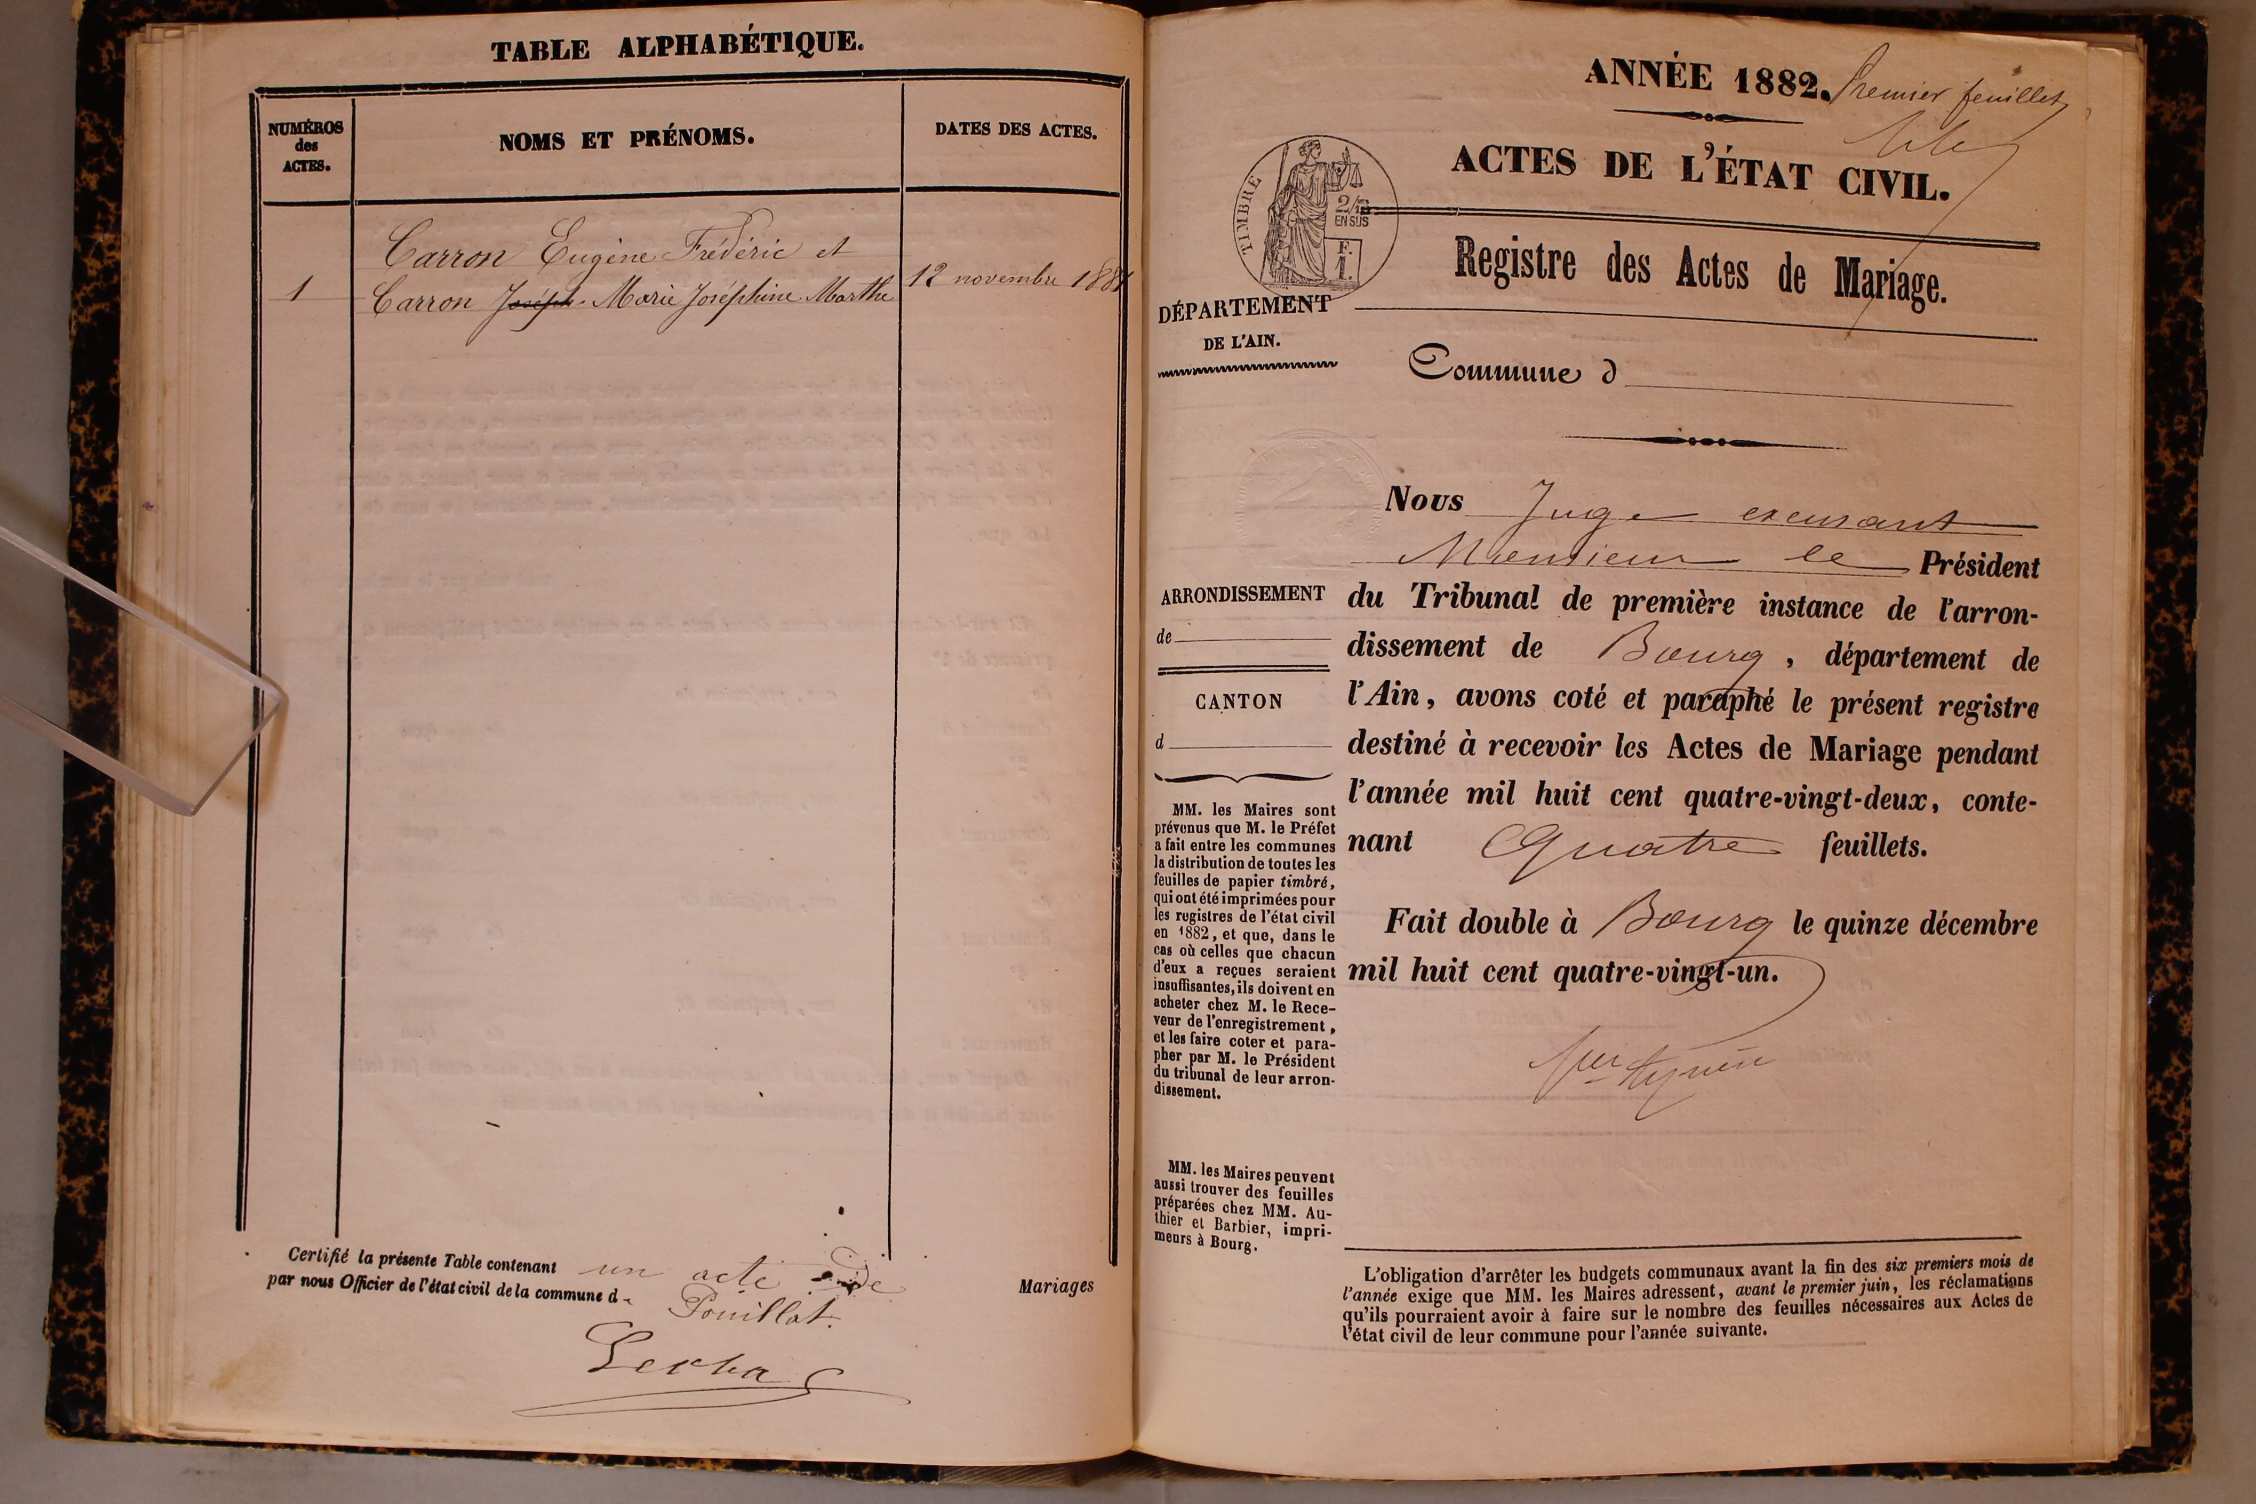 TABLE ALPHABÉTIQUE.
NUMÉROS
des
ACTES.
NOMS ET PRÉNOMS.
DATES DES ACTES.
Carron Eugène Frédéric et
1 Carron Joseph Marie Joséphine Marthe 12 novembre 1881
Certifié la présente Table contenant un acte de Mariages
par nous Officier de l'état civil de la commune d Pouillat.
ANNÉE 1882.
Premier feuillet
ACTES DE L'ÉTAT CIVIL.
TIMBRE
2/10
EN SUS
F
1.
Registre des Actes de Mariage.
DÉPARTEMENT
DE L'AIN.
Commune d
Nous Juge excusant
Monsieur le Président
du Tribunal de première instance de l'arron-
dissement de Bourg, département de
l'Ain, avons coté et paraphé le présent registre
destiné à recevoir les Actes de Mariage pendant
l'année mil huit cent quatre-vingt-deux, conte-
nant Quatre feuillets.
Fait double à Bourg le quinze décembre
mil huit cent quatre-vingt-un.
ARRONDISSEMENT
de
CANTON
d
MM. les Maires sont
prévenus que M. le Préfet
a fait entre les communes
la distribution de toutes les
feuilles de papier timbré,
qui ont été imprimées pour
les registres de l'état civil
en 1882, et que, dans le
cas où celles que chacun
d'eux a reçues seraient
insuffisantes, ils doivent en
acheter chez M. le Rece-
veur de l'enregistrement,
et les faire coter et para-
pher par M. le Président
du tribunal de leur arron-
dissement.
MM. les Maires peuvent
aussi trouver des feuilles
préparées chez MM. Au-
thier et Barbier, impri-
meurs à Bourg.
L'obligation d'arrêter les budgets communaux avant la fin des six premiers mois de
l'année exige que MM. les Maires adressent, avant le premier juin, les réclamations
qu'ils pourraient avoir à faire sur le nombre des feuilles nécessaires aux Actes de
l'état civil de leur commune pour l'année suivante.